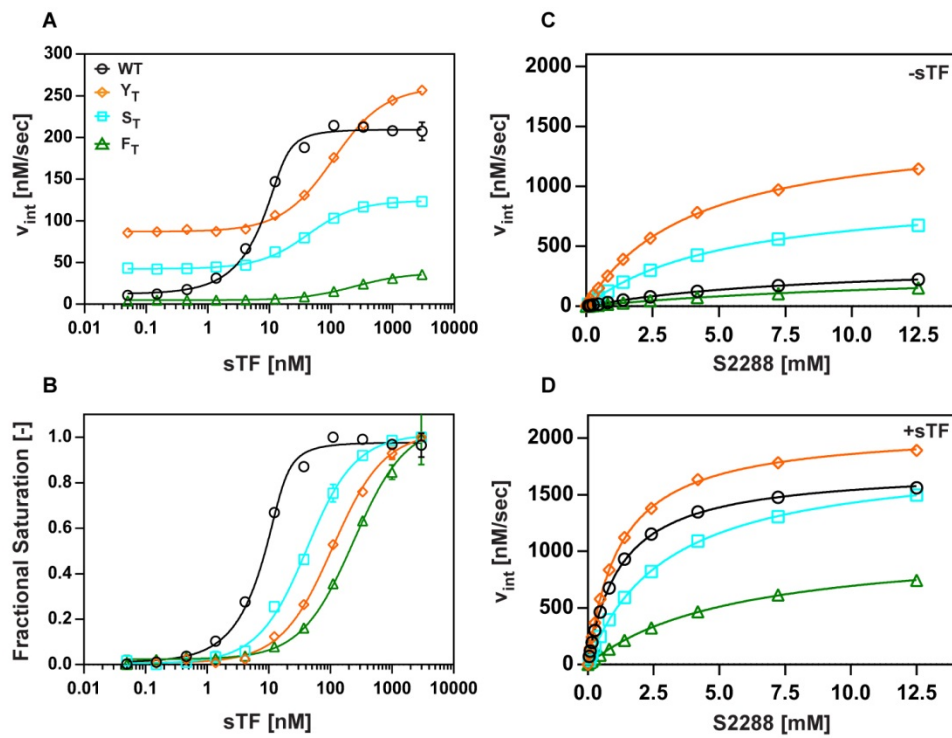 A
300
250
200
150
100
50
0
v_int [nM/sec]
WT
Y_T
S_T
F_T
0.01 0.1 1 10 100 1000 10000
sTF [nM]
B
1.0
0.8
0.6
0.4
0.2
0.0
Fractional Saturation [-]
0.01 0.1 1 10 100 1000 10000
sTF [nM]
C
-sTF
2000
1500
1000
500
0
v_int [nM/sec]
0.0 2.5 5.0 7.5 10.0 12.5
S2288 [mM]
D
+sTF
2000
1500
1000
500
0
v_int [nM/sec]
0.0 2.5 5.0 7.5 10.0 12.5
S2288 [mM]